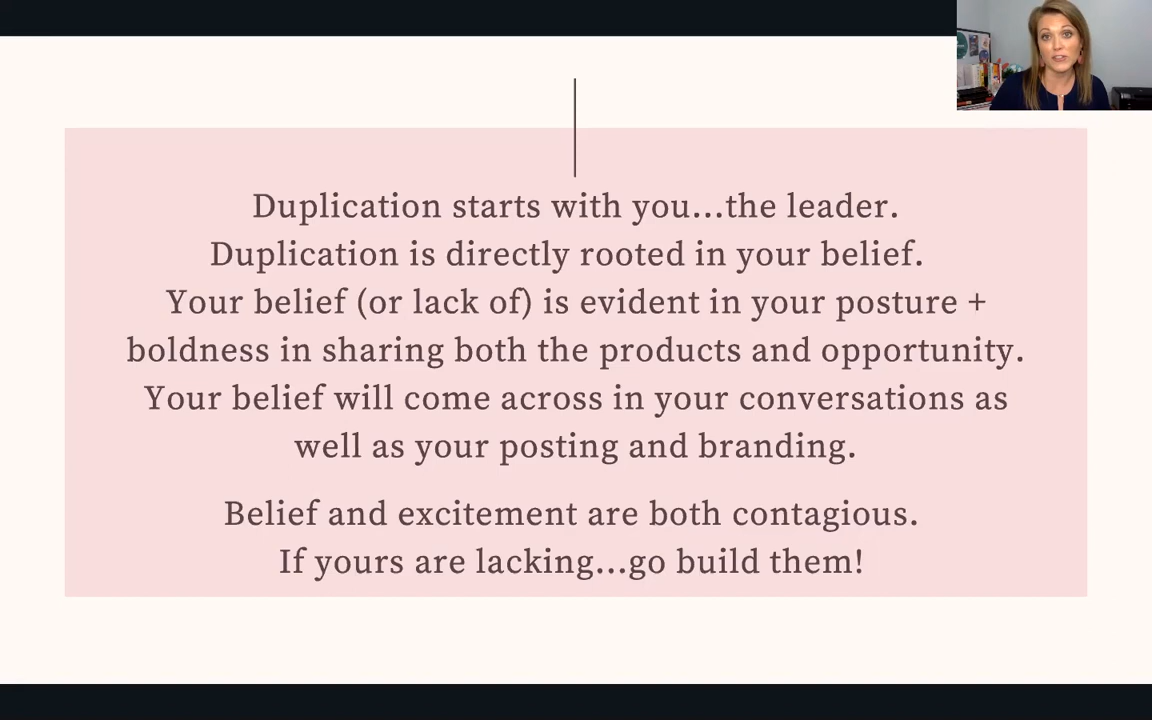 Duplication starts with you...the leader.
Duplication is directly rooted in your belief.
Your belief (or lack of) is evident in your posture +
boldness in sharing both the products and opportunity.
Your belief will come across in your conversations as
well as your posting and branding.
Belief and excitement are both contagious.
If yours are lacking...go build them!